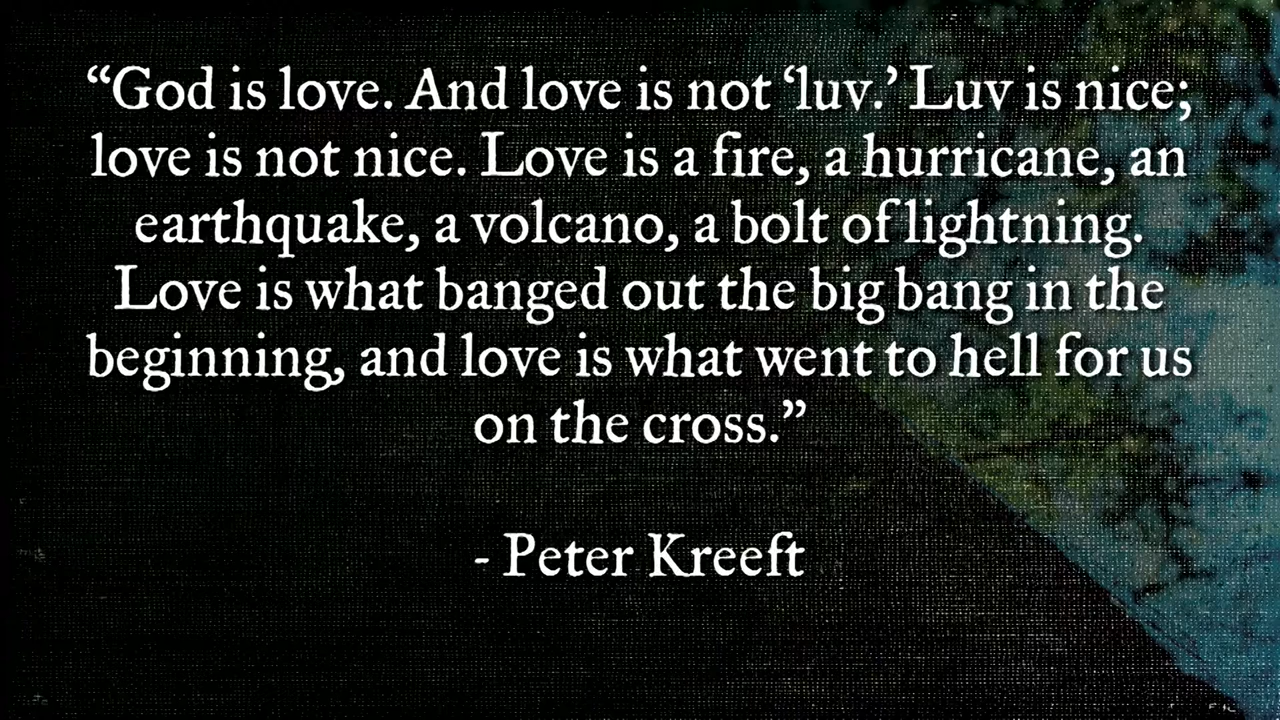 “God is love. And love is not ‘luv.’ Luv is nice;
love is not nice. Love is a fire, a hurricane, an
earthquake, a volcano, a bolt of lightning.
Love is what banged out the big bang in the
beginning, and love is what went to hell for us
on the cross.”
- Peter Kreeft